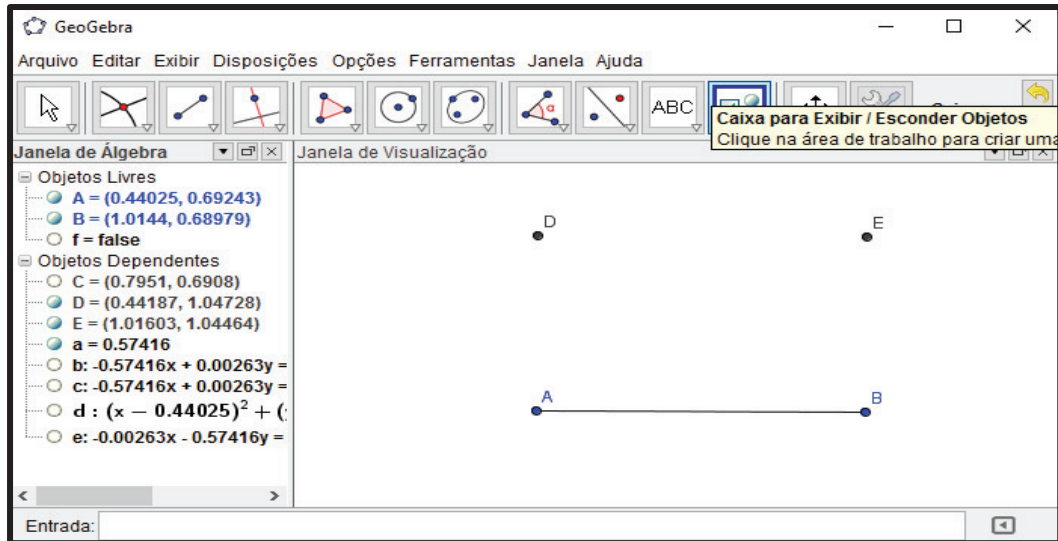 GeoGebra
Arquivo Editar Exibir Disposições Opções Ferramentas Janela Ajuda
ABC
Caixa para Exibir / Esconder Objetos
Clique na área de trabalho para criar uma
Janela de Álgebra
Janela de Visualização
Objetos Livres
A = (0.44025, 0.69243)
B = (1.0144, 0.68979)
f = false
Objetos Dependentes
C = (0.7951, 0.6908)
D = (0.44187, 1.04728)
E = (1.01603, 1.04464)
a = 0.57416
b: -0.57416x + 0.00263y =
c: -0.57416x + 0.00263y =
d : (x − 0.44025)² + (
e: -0.00263x - 0.57416y =
D
E
A
B
α
Entrada: